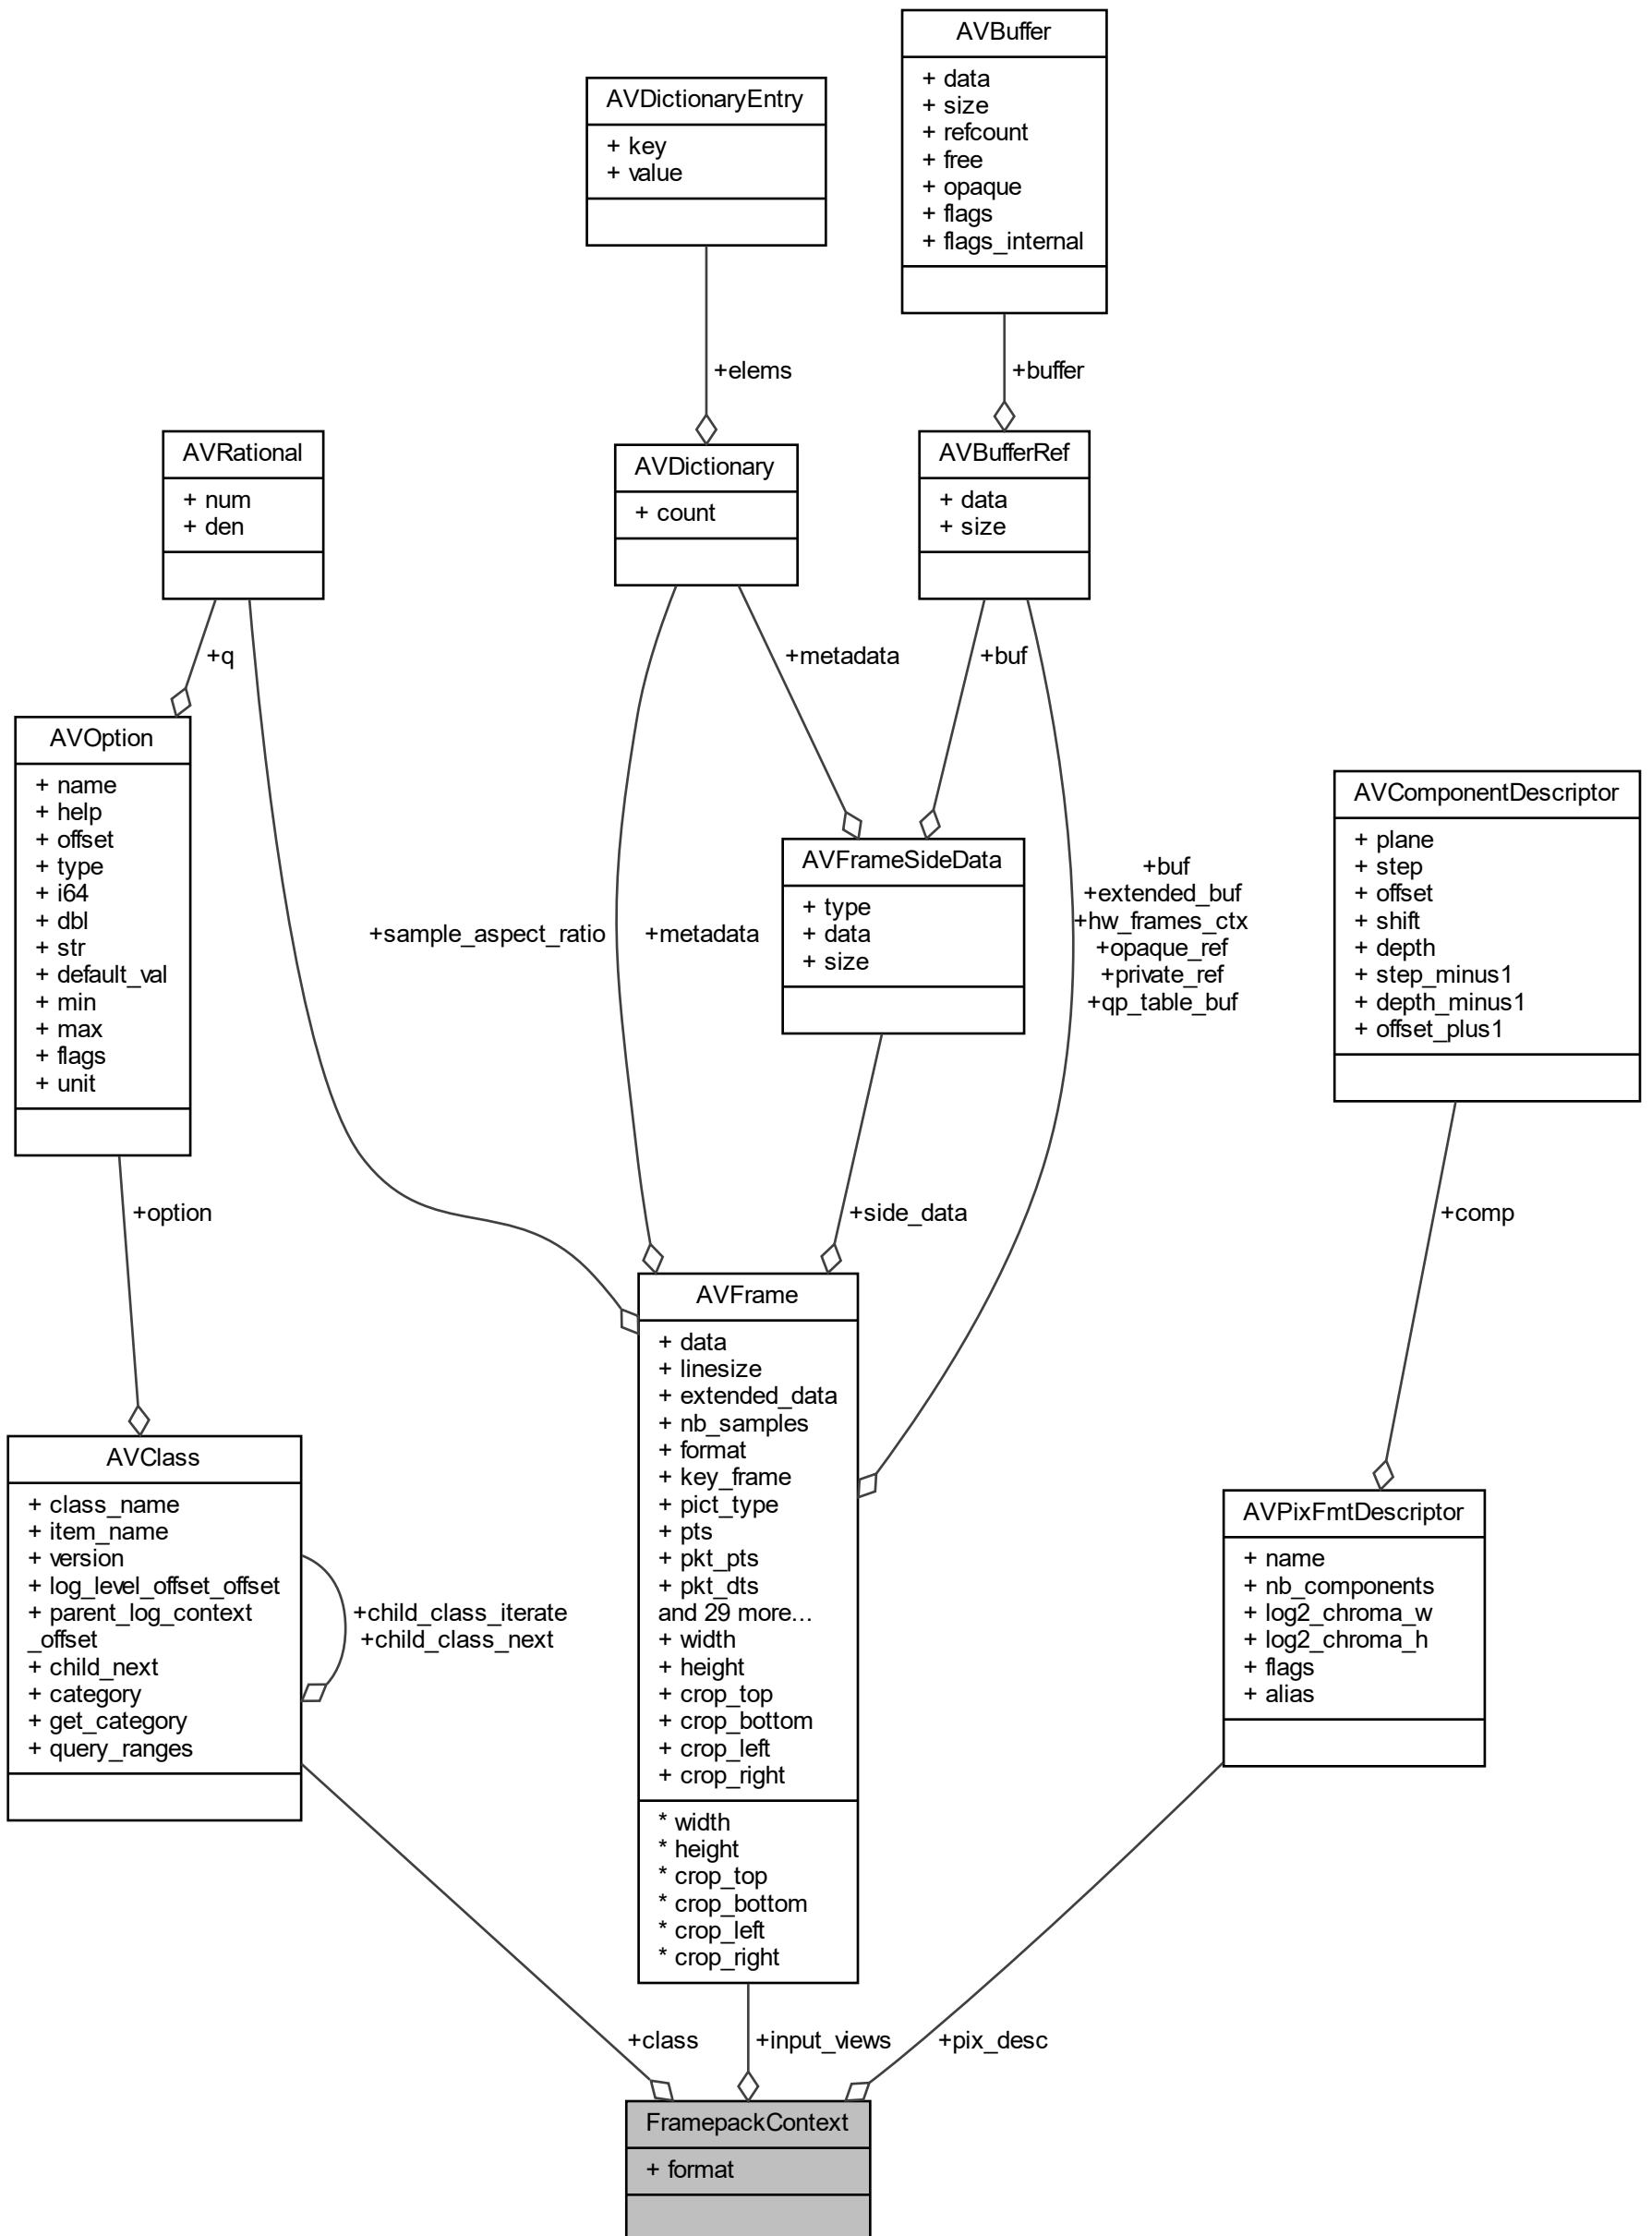 AVBuffer
+ data
+ size
+ refcount
+ free
+ opaque
+ flags
+ flags_internal
AVDictionaryEntry
+ key
+ value
+elems
+buffer
AVRational
+ num
+ den
AVDictionary
+ count
AVBufferRef
+ data
+ size
+q
+metadata
+buf
AVOption
+ name
+ help
+ offset
+ type
+ i64
+ dbl
+ str
+ default_val
+ min
+ max
+ flags
+ unit
AVComponentDescriptor
+ plane
+ step
+ offset
+ shift
+ depth
+ step_minus1
+ depth_minus1
+ offset_plus1
AVFrameSideData
+ type
+ data
+ size
+sample_aspect_ratio
+metadata
+buf
+extended_buf
+hw_frames_ctx
+opaque_ref
+private_ref
+qp_table_buf
+option
+side_data
+comp
AVFrame
+ data
+ linesize
+ extended_data
+ nb_samples
+ format
+ key_frame
+ pict_type
+ pts
+ pkt_pts
+ pkt_dts
and 29 more...
+ width
+ height
+ crop_top
+ crop_bottom
+ crop_left
+ crop_right
* width
* height
* crop_top
* crop_bottom
* crop_left
* crop_right
AVClass
+ class_name
+ item_name
+ version
+ log_level_offset_offset
+ parent_log_context
_offset
+ child_next
+ category
+ get_category
+ query_ranges
+child_class_iterate
+child_class_next
AVPixFmtDescriptor
+ name
+ nb_components
+ log2_chroma_w
+ log2_chroma_h
+ flags
+ alias
+class
+input_views
+pix_desc
FramepackContext
+ format